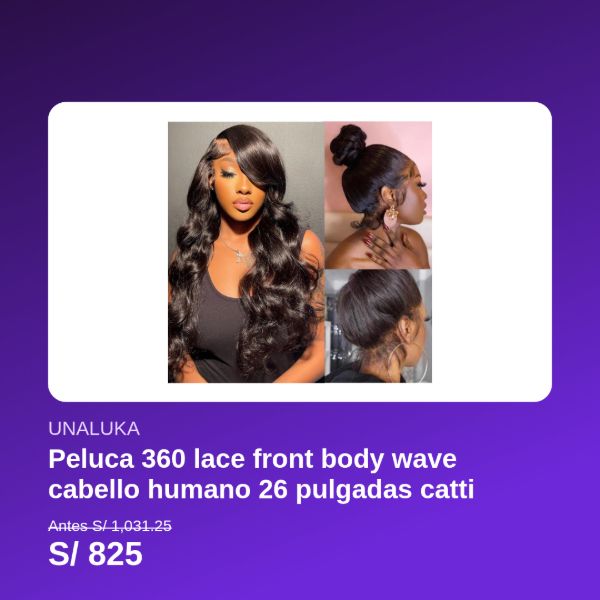 UNALUKA
Peluca 360 lace front body wave
cabello humano 26 pulgadas catti
Antes S/ 1,031.25
S/ 825